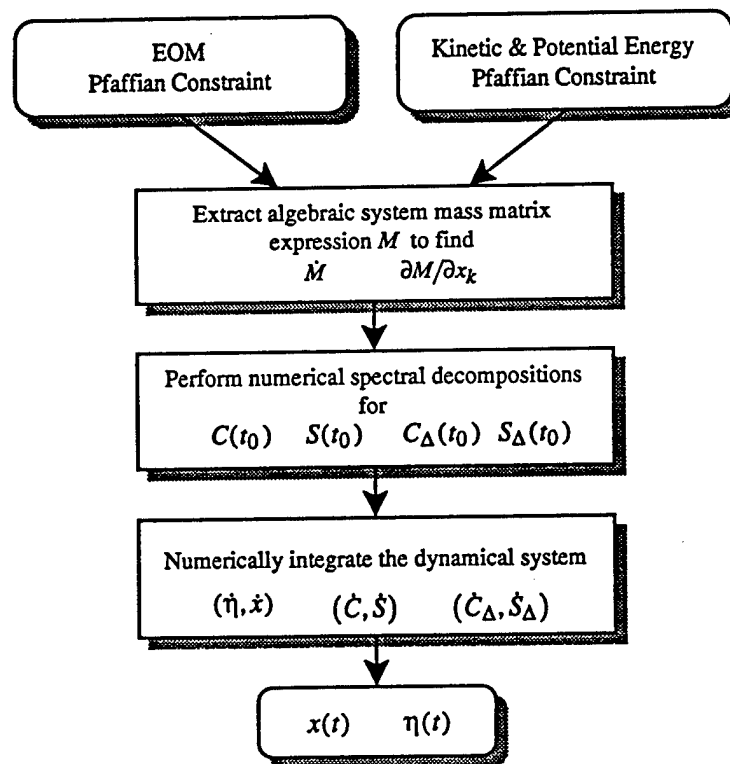 EOM
Pfaffian Constraint
Kinetic & Potential Energy
Pfaffian Constraint
Extract algebraic system mass matrix
expression M to find
Ṁ ∂M/∂x_k
Perform numerical spectral decompositions
for
C(t₀) S(t₀) C_Δ(t₀) S_Δ(t₀)
Numerically integrate the dynamical system
(η̇, ẋ) (Ċ, Ṡ) (Ċ_Δ, Ṡ_Δ)
x(t) η(t)